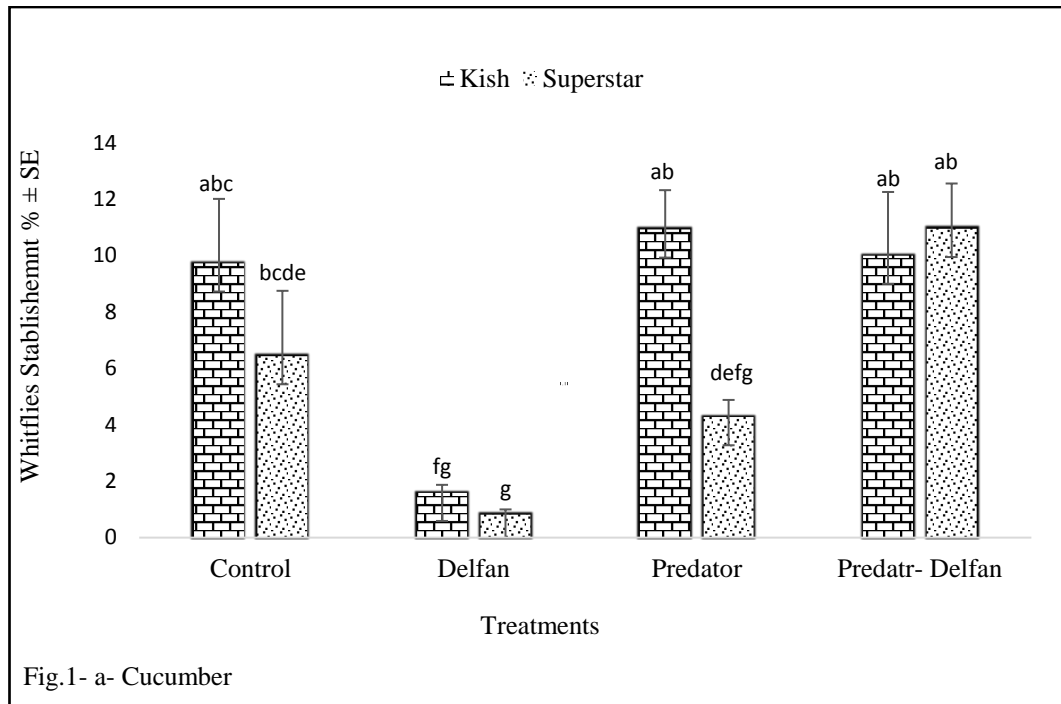 Kish Superstar
Whitflies Stablishemnt % ± SE
14
12
10
8
6
4
2
0
abc
bcde
fg
g
ab
defg
ab
ab
Control Delfan Predator Predatr- Delfan
Treatments
Fig.1- a- Cucumber